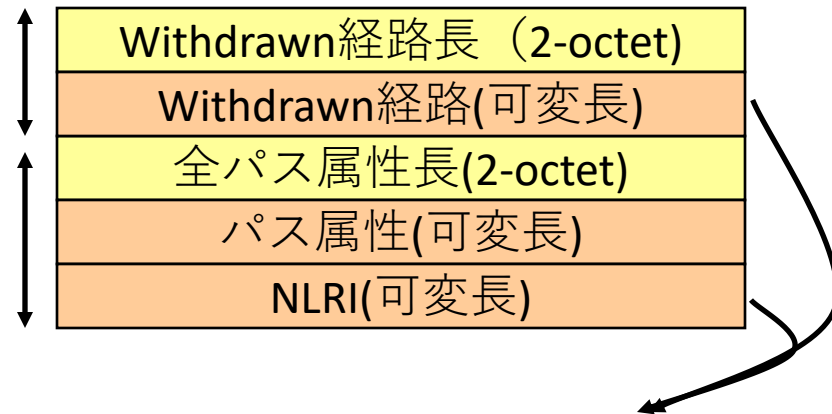 Withdrawn経路長（2-octet)
Withdrawn経路(可変長)
全パス属性長(2-octet)
パス属性(可変長)
NLRI(可変長)